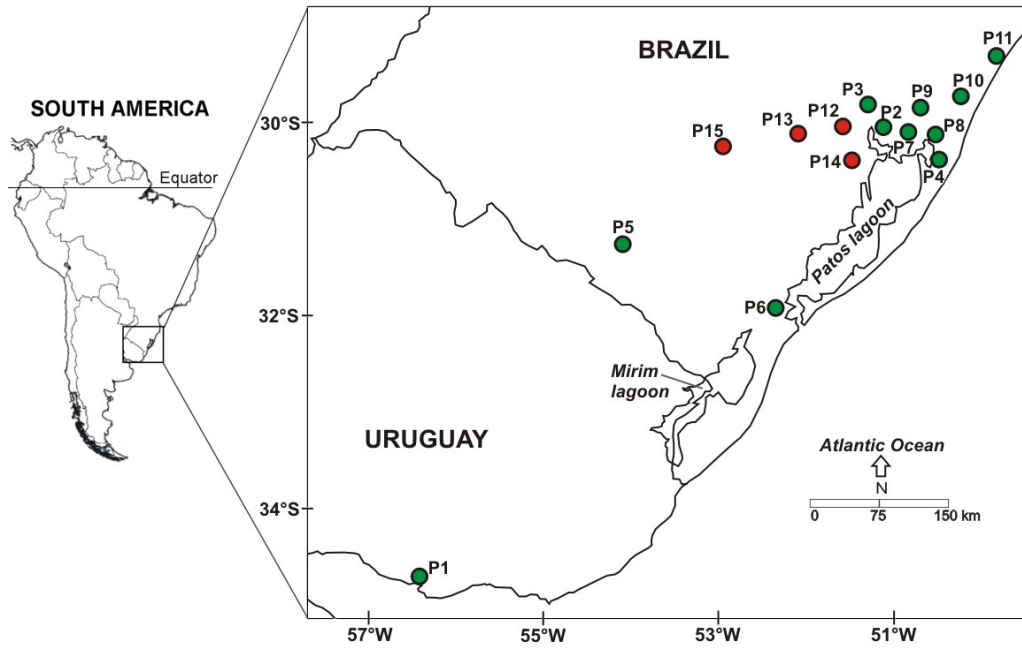 SOUTH AMERICA
Equator
BRAZIL
P11
P10
P9
P3
P2
P12
P13
P15
P8
P7
P14
P4
P5
P6
P1
Patos lagoon
Mirim
lagoon
URUGUAY
Atlantic Ocean
N
0 75 150 km
30°S
32°S
34°S
57°W 55°W 53°W 51°W